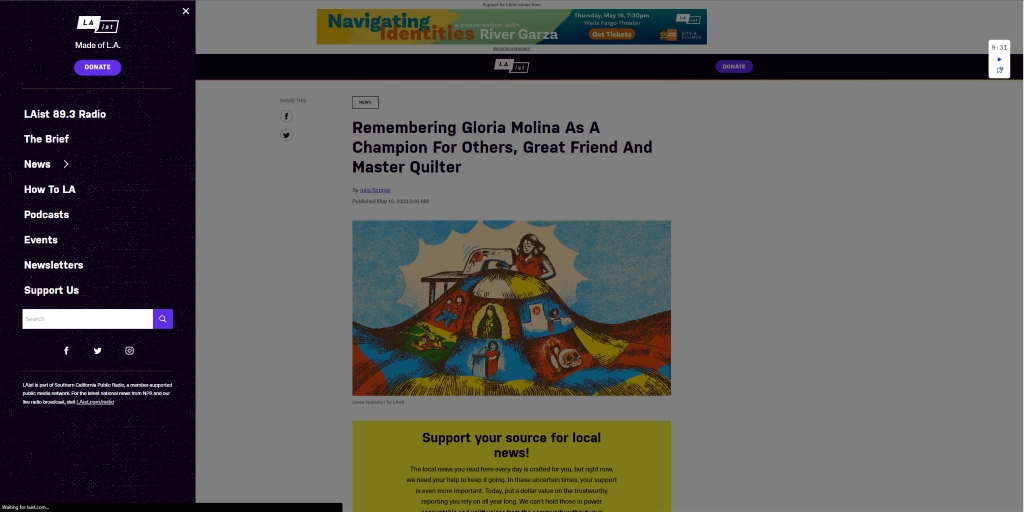 LA
ist
Made of L.A.
DONATE
LAist 89.3 Radio
The Brief
News
How To LA
Podcasts
Events
Newsletters
Support Us
Search
LAist is part of Southern California Public Radio, a member-supported
public media network. For the latest national news from NPR and our
live radio broadcast, visit LAist.com/radio
Waiting for laist.com...
Support for LAist comes from
Navigating
Identities
a conversation with
River Garza
Thursday, May 18, 7:30pm
Wells Fargo Theater
Get Tickets
LA
ist
Become a sponsor
LA
ist
DONATE
9:31
SHARE THIS
NEWS
Remembering Gloria Molina As A
Champion For Others, Great Friend And
Master Quilter
By Julia
Published May 15, 2023 5:00 AM
Support your source for local
news!
The local news you read here every day is crafted for you, but right now,
we need your help to keep it going. In these uncertain times, your support
is even more important. Today, put a dollar value on the trustworthy
reporting you rely on all year long. We can't hold those in power